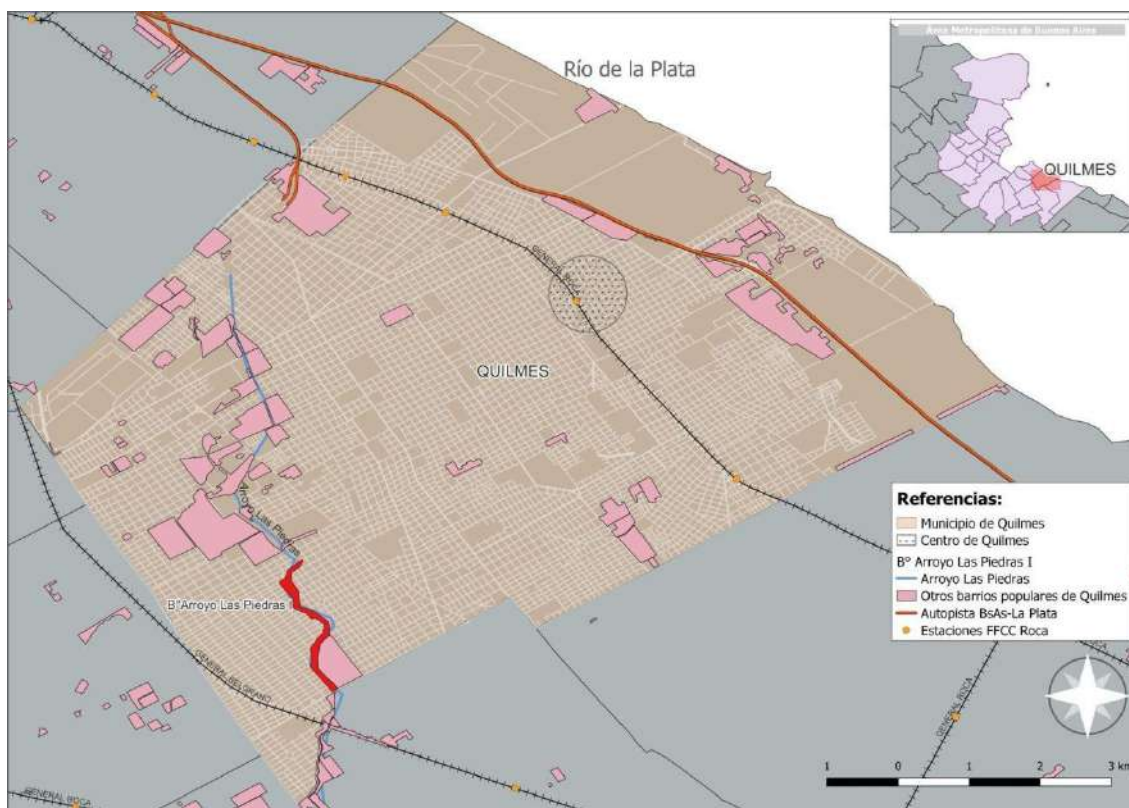 Río de la Plata
Área Metropolitana de Buenos Aires
QUILMES
GENERAL ROCA
QUILMES
Arroyo Las Piedras
B°Arroyo Las Piedras I
GENERAL BELGRANO
GENERAL ROCA
GENERAL ROCA
ROCA
Referencias:
Municipio de Quilmes
Centro de Quilmes
B° Arroyo Las Piedras I
Arroyo Las Piedras
Otros barrios populares de Quilmes
Autopista BsAs-La Plata
Estaciones FFCC Roca
1 0 1 2 3 km